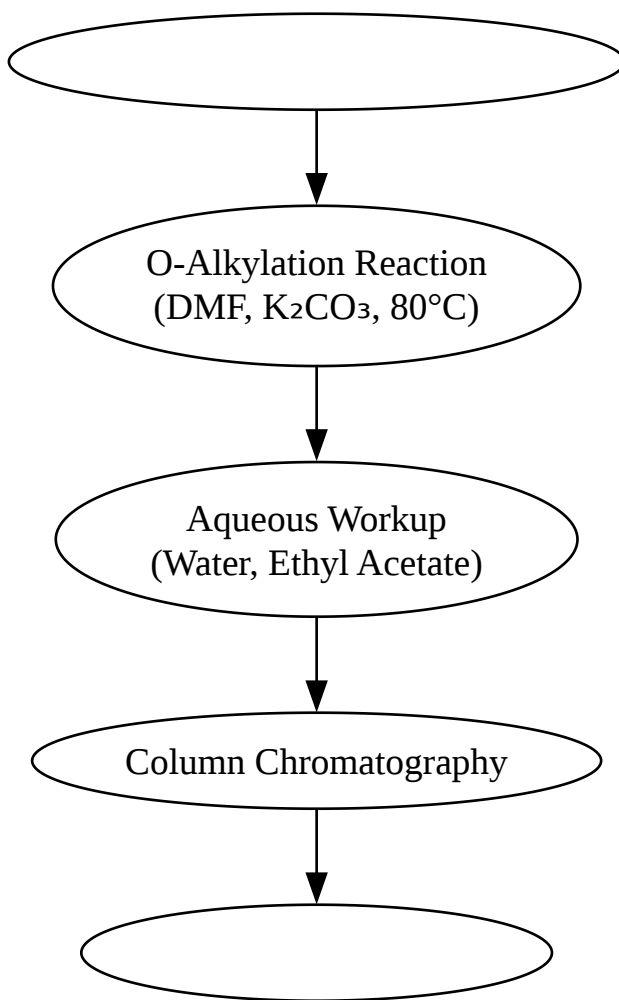 O-Alkylation Reaction
(DMF, K₂CO₃, 80°C)
Aqueous Workup
(Water, Ethyl Acetate)
Column Chromatography